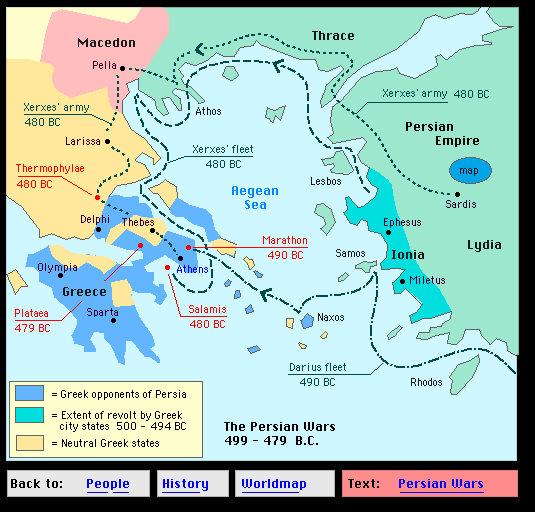 Thrace
Macedon
Pella
Xerxes' army 480 BC
Athos
Xerxes' army
480 BC
Persian
Empire
Larissa
Xerxes' fleet
480 BC
map
Thermophylae
480 BC
Lesbos
Aegean
Sea
Sardis
Delphi
Thebes
Ephesus
Marathon
490 BC
Lydia
Samos
Ionia
Olympia
Athens
Miletus
Greece
Plataea
479 BC
Sparta
Salamis
480 BC
Naxos
Darius fleet
490 BC
Rhodos
= Greek opponents of Persia
= Extent of revolt by Greek
city states 500 - 494 BC
= Neutral Greek states
The Persian Wars
499 - 479 B.C.
Back to: People History Worldmap Text: Persian Wars